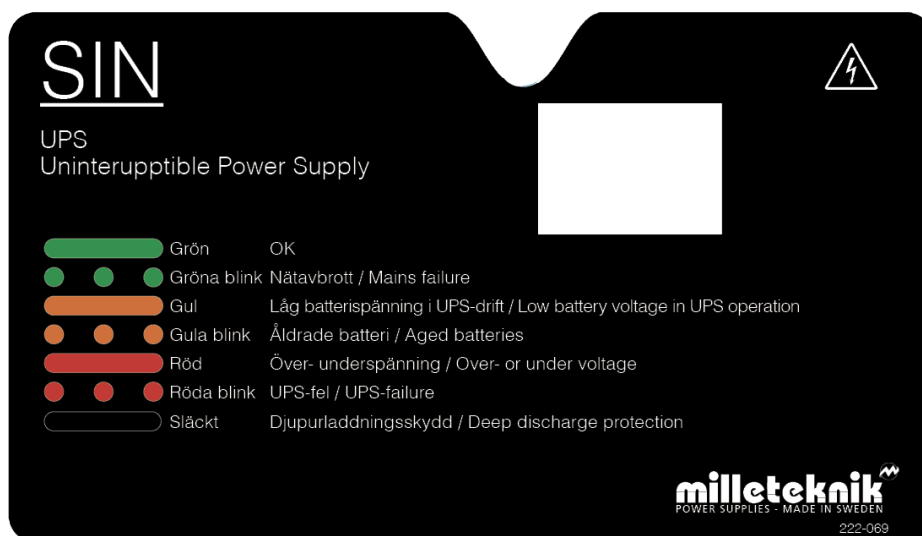 SIN
UPS
Uninterupptible Power Supply
Grön OK
Gröna blink Nätavbrott / Mains failure
Gul Låg batterispänning i UPS-drift / Low battery voltage in UPS operation
Gula blink Åldrade batteri / Aged batteries
Röd Över- underspänning / Over- or under voltage
Röda blink UPS-fel / UPS-failure
Släckt Djupurladdningsskydd / Deep discharge protection
milleteknik
POWER SUPPLIES - MADE IN SWEDEN
222-069